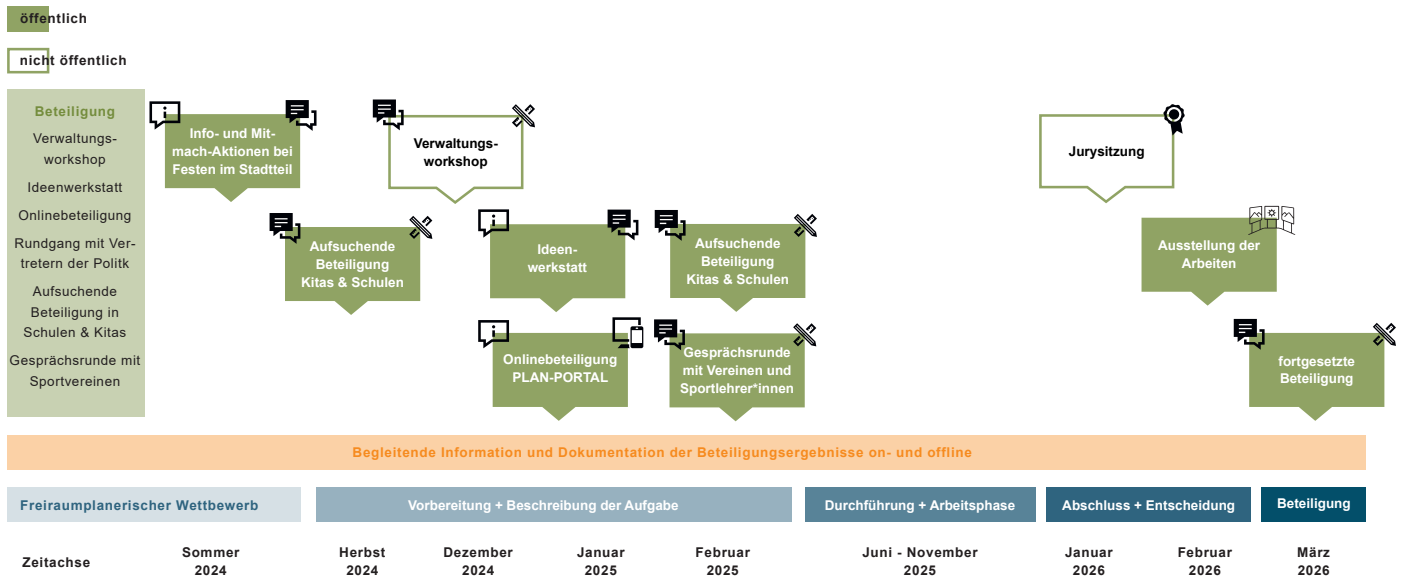 öffentlich
nicht öffentlich
Beteiligung
Verwaltungs-
workshop
Ideenwerkstatt
Onlinebeteiligung
Rundgang mit Ver-
tretern der Politk
Aufsuchende
Beteiligung in
Schulen & Kitas
Gesprächsrunde mit
Sportvereinen
Info- und Mit-
mach-Aktionen bei
Festen im Stadtteil
Verwaltungs-
workshop
Jurysitzung
Aufsuchende
Beteiligung
Kitas & Schulen
Ideen-
werkstatt
Aufsuchende
Beteiligung
Kitas & Schulen
Ausstellung der
Arbeiten
Onlinebeteiligung
PLAN-PORTAL
Gesprächsrunde
mit Vereinen und
Sportlehrer*innen
fortgesetzte
Beteiligung
Begleitende Information und Dokumentation der Beteiligungsergebnisse on- und offline
Freiraumplanerischer Wettbewerb
Vorbereitung + Beschreibung der Aufgabe
Durchführung + Arbeitsphase
Abschluss + Entscheidung
Beteiligung
Zeitachse
Sommer
2024
Herbst
2024
Dezember
2024
Januar
2025
Februar
2025
Juni - November
2025
Januar
2026
Februar
2026
März
2026